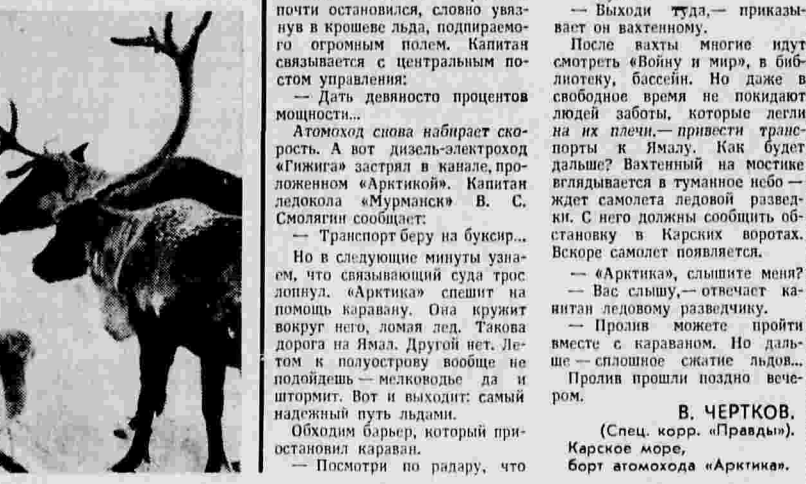 почти остановился, словно увяз-
нув в крошеве льда, подпираемо-
го огромным полем. Капитан
связывается с центральным по-
стом управления:
— Дать девяносто процентов
мощности...
Атомоход снова набирает ско-
рость. А вот дизель-электроход
«Гижига» застрял в канале, про-
ложенном «Арктикой». Капитан
ледокола «Мурманск» В. С.
Смолягин сообщает:
— Транспорт беру на буксир...
Но в следующие минуты узна-
ем, что связывающий суда трос
лопнул. «Арктика» спешит на
помощь каравану. Она кружит
вокруг него, ломая лед. Такова
дорога на Ямал. Другой нет. Ле-
том к полуострову вообще не
подойдешь — мелководье да и
штормит. Вот и выходит: самый
надежный путь льдами.
Обходим барьер, который при-
остановил караван.
— Посмотри по радару, что
— Выходи туда,— приказы-
вает он вахтенному.
После вахты многие идут
смотреть «Войну и мир», в биб-
лиотеку, бассейн. Но даже в
свободное время не покидают
людей заботы, которые легли
на их плечи,— привести транс-
порты к Ямалу. Как будет
дальше? Вахтенный на мостике
вглядывается в туманное небо —
ждет самолета ледовой развед-
ки. С него должны сообщить об-
становку в Карских воротах.
Вскоре самолет появляется.
— «Арктика», слышите меня?
— Вас слышу,— отвечает ка-
питан ледовому разведчику.
— Пролив можете пройти
вместе с караваном. Но даль-
ше — сплошное сжатие льдов...
Пролив прошли поздно вече-
ром.
В. ЧЕРТКОВ.
(Спец. корр. «Правды»).
Карское море,
борт атомохода «Арктика».